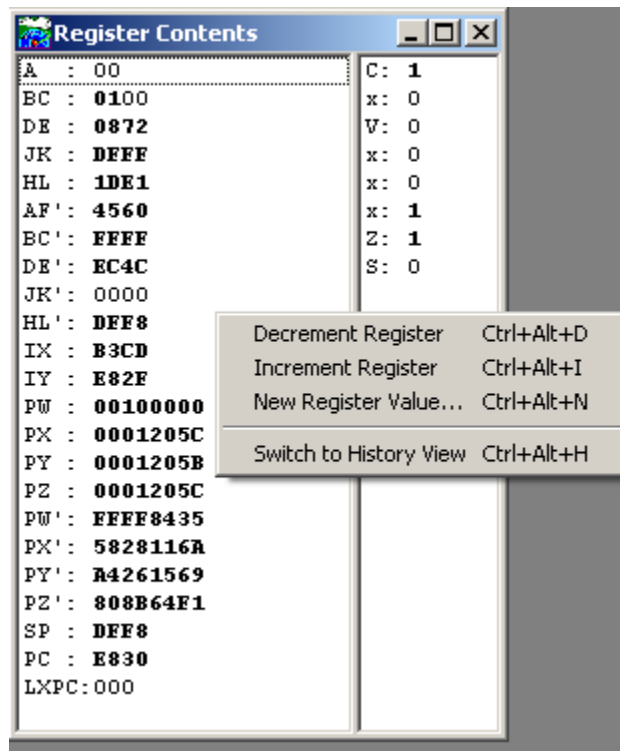 Register Contents
A : 00
BC : 0100
DE : 0872
JK : DFFF
HL : 1DE1
AF': 4560
BC': FFFF
DE': EC4C
JK': 0000
HL': DFF8
IX : B3CD
IY : E82F
PW : 00100000
PX : 0001205C
PY : 0001205B
PZ : 0001205C
PW': FFFF8435
PX': 5828116A
PY': A4261569
PZ': 808B64F1
SP : DFF8
PC : E830
LXPC:000
C: 1
x: 0
V: 0
x: 0
x: 0
x: 1
Z: 1
S: 0
Decrement Register Ctrl+Alt+D
Increment Register Ctrl+Alt+I
New Register Value... Ctrl+Alt+N
Switch to History View Ctrl+Alt+H